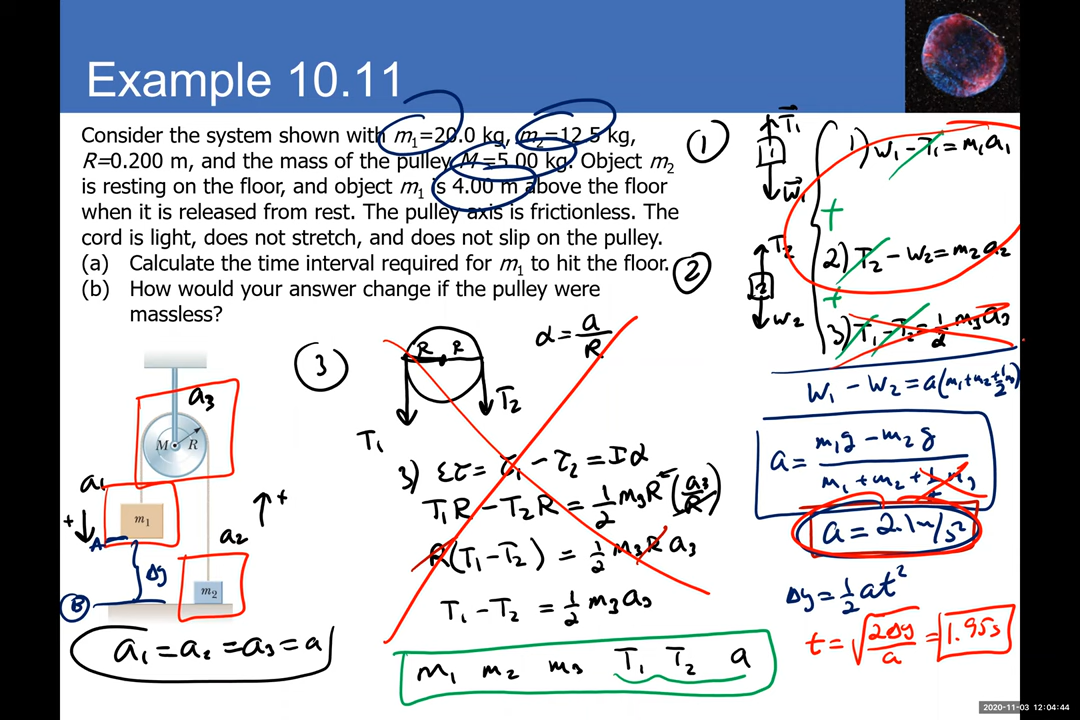 Example 10.11
Consider the system shown with m₁=20.0 kg, m₂=12.5 kg,
R=0.200 m, and the mass of the pulley M=5.00 kg. Object m₂
is resting on the floor, and object m₁ is 4.00 m above the floor
when it is released from rest. The pulley axis is frictionless. The
cord is light, does not stretch, and does not slip on the pulley.
(a) Calculate the time interval required for m₁ to hit the floor.
(b) How would your answer change if the pulley were
massless?
①
T₁
1
W₁
②
T₂
2
W₂
1) W₁ - T₁ = m₁a₁
+
2) T₂ - W₂ = m₂a₂
+
3) T₁ - T₂ = ½ m₃a₃
W₁ - W₂ = a(m₁+m₂+½m₃)
a = (m₁g - m₂g)/(m₁+m₂+½m₃)
a = 2.1 m/s²
Δy = ½at²
t = √(2Δy/a) = 1.95s
③
R R
T₁
T₂
α = a/R
3) Στ = τ₁ - τ₂ = Iα
T₁R - T₂R = ½ m₃R² (a₃/R)
R(T₁ - T₂) = ½ m₃R a₃
T₁ - T₂ = ½ m₃a₃
m₁ m₂ m₃ T₁ T₂ a
a₃
M R
a₁
+
m₁
+
a₂
A
Δy
B
m₂
a₁ = a₂ = a₃ = a
2020-11-03 12:04:44